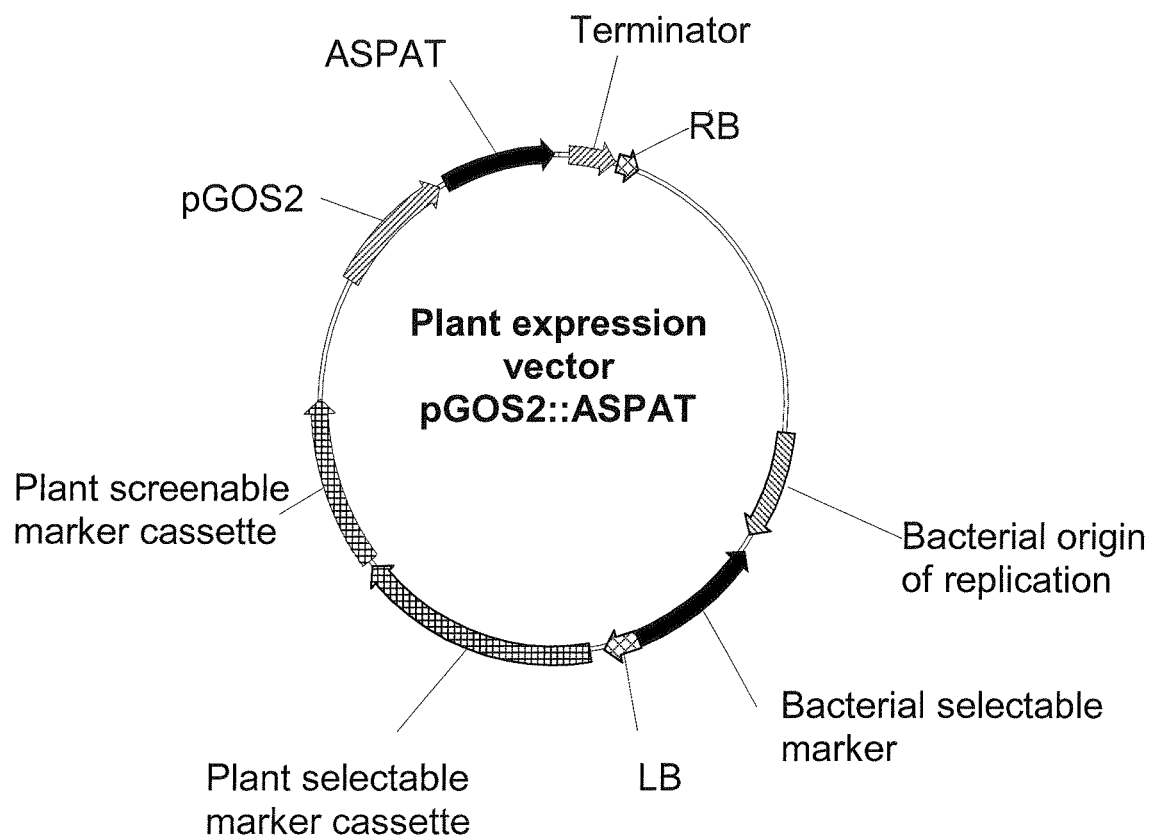 Terminator
ASPAT
RB
pGOS2
Plant expression
vector
pGOS2::ASPAT
Plant screenable
marker cassette
Bacterial origin
of replication
Bacterial selectable
marker
LB
Plant selectable
marker cassette